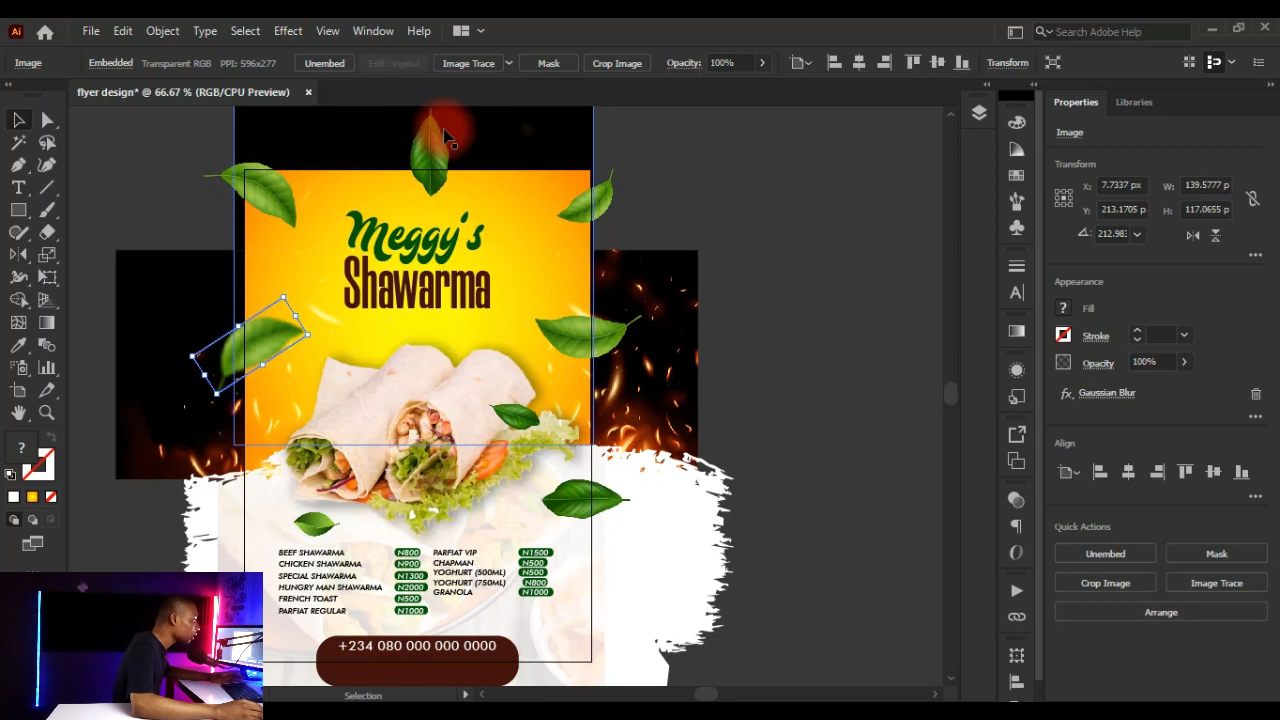 Ai File Edit Object Type Select Effect View Window Help Search Adobe Help
Image Embedded Transparent RGB PPI: 596x277 Unembed Edit Original Image Trace Mask Crop Image Opacity: 100% Transform
flyer design* @ 66.67 % (RGB/CPU Preview) ×
Properties Libraries
Image
Transform
X: 7.7337 px W: 139.5777 p
Y: 213.1705 p H: 117.0655 p
212.983
Appearance
? Fill
Stroke
Opacity 100%
fx. Gaussian Blur
Align
Quick Actions
Unembed Mask
Crop Image Image Trace
Arrange
Meggy's
Shawarma
BEEF SHAWARMA N800 PARFIAT VIP N1500
CHICKEN SHAWARMA N900 CHAPMAN N500
SPECIAL SHAWARMA N1300 YOGHURT (500ML) N500
HUNGRY MAN SHAWARMA N2000 YOGHURT (750ML) N800
FRENCH TOAST N500 GRANOLA N1000
PARFIAT REGULAR N1000
+234 080 000 000 0000
?
Selection